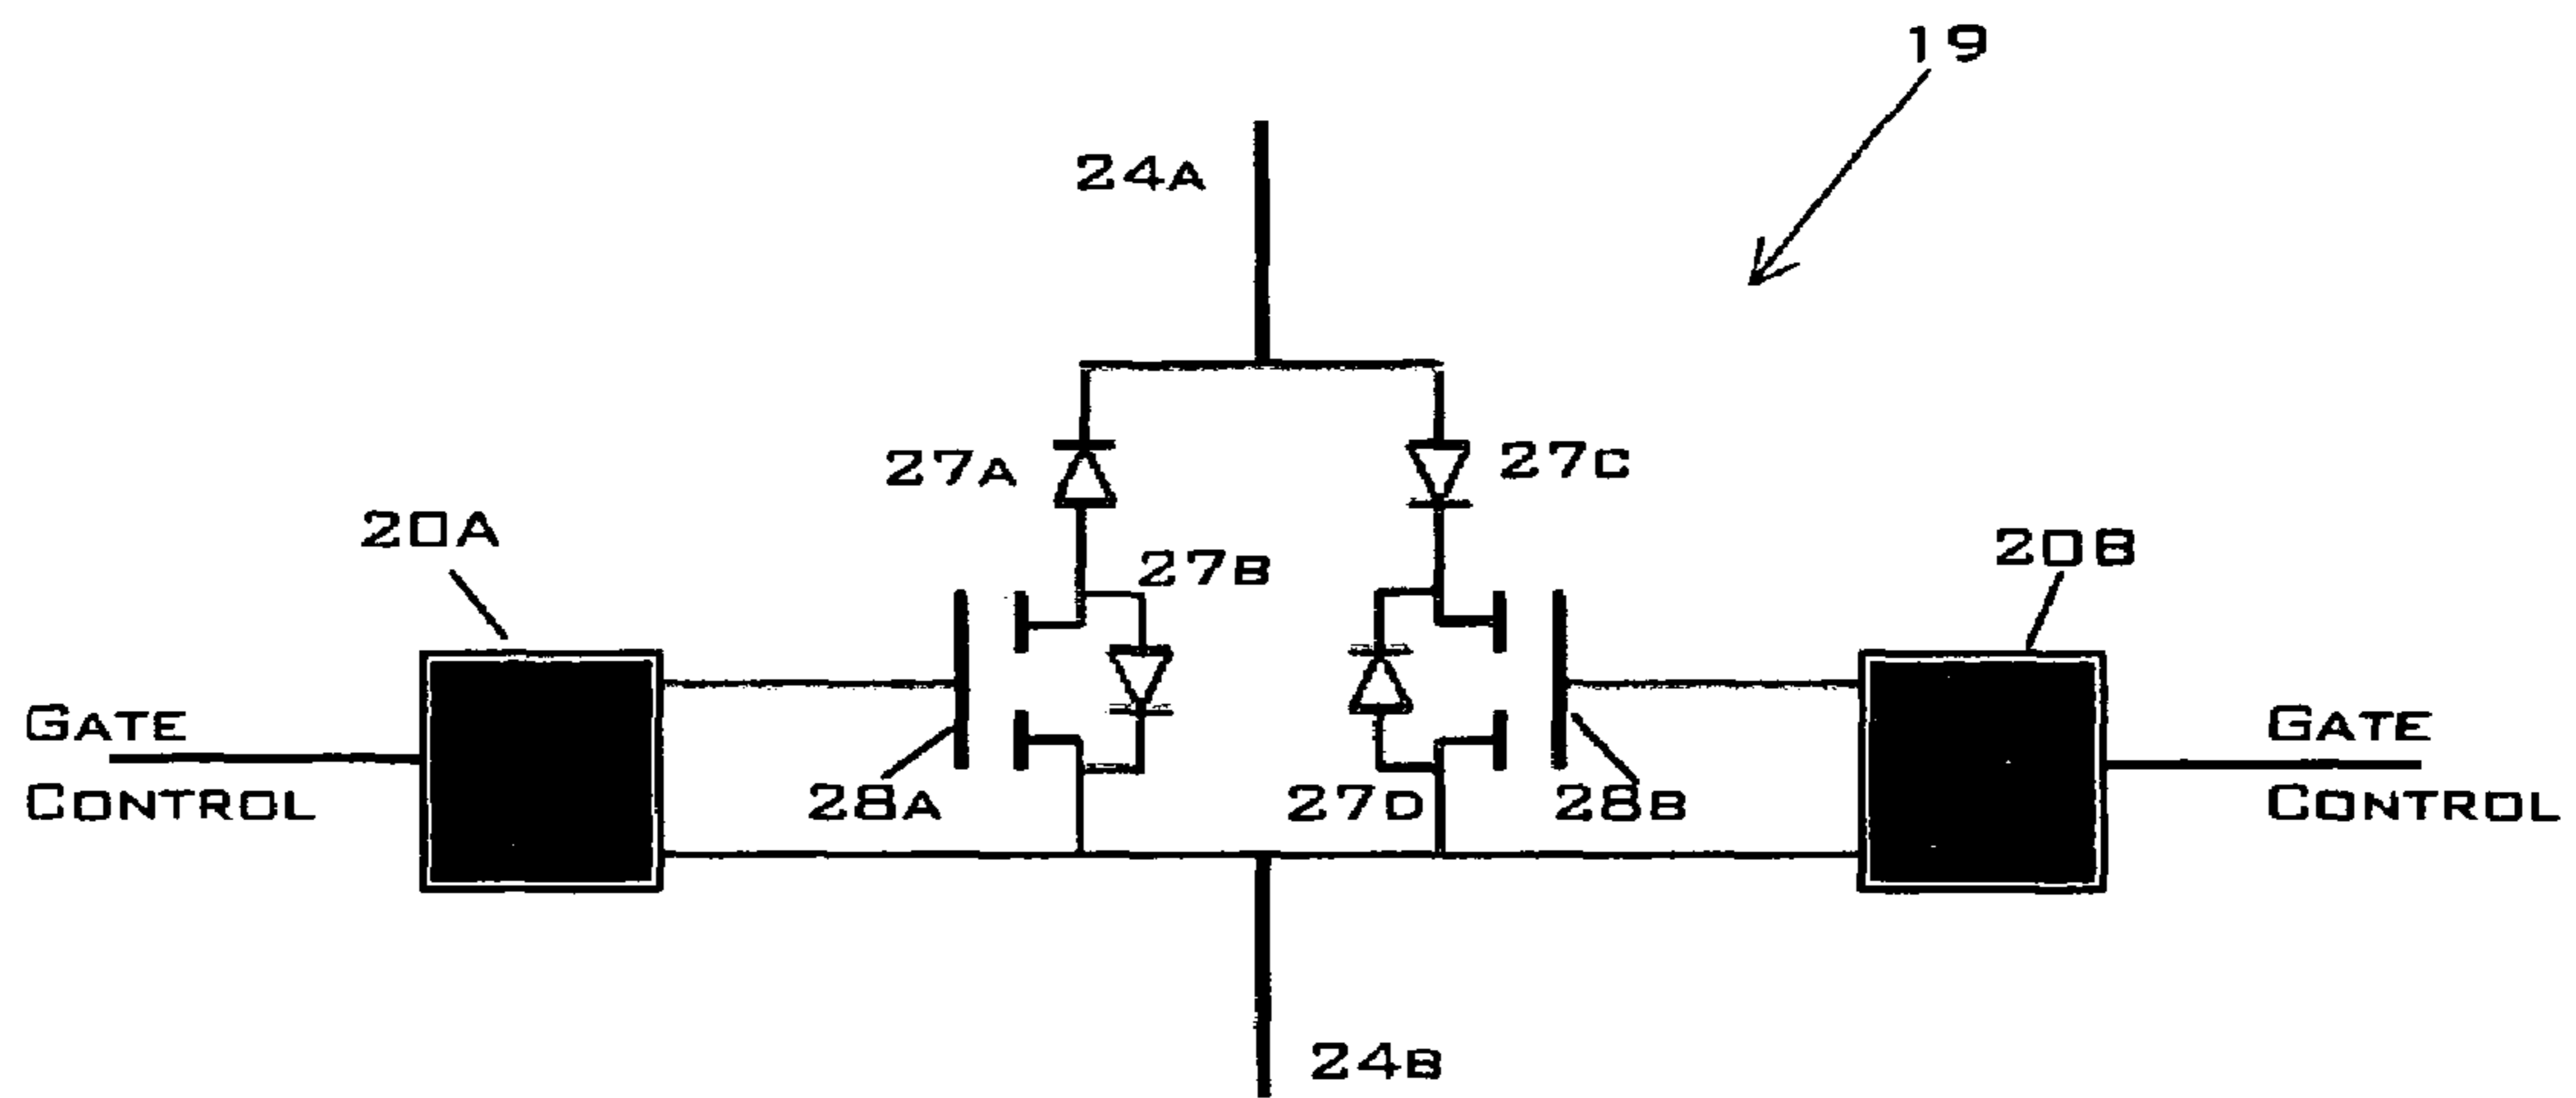 19
24A
27A
27C
20A
27B
20B
GATE
CONTROL
28A
27D
28B
GATE
CONTROL
24B